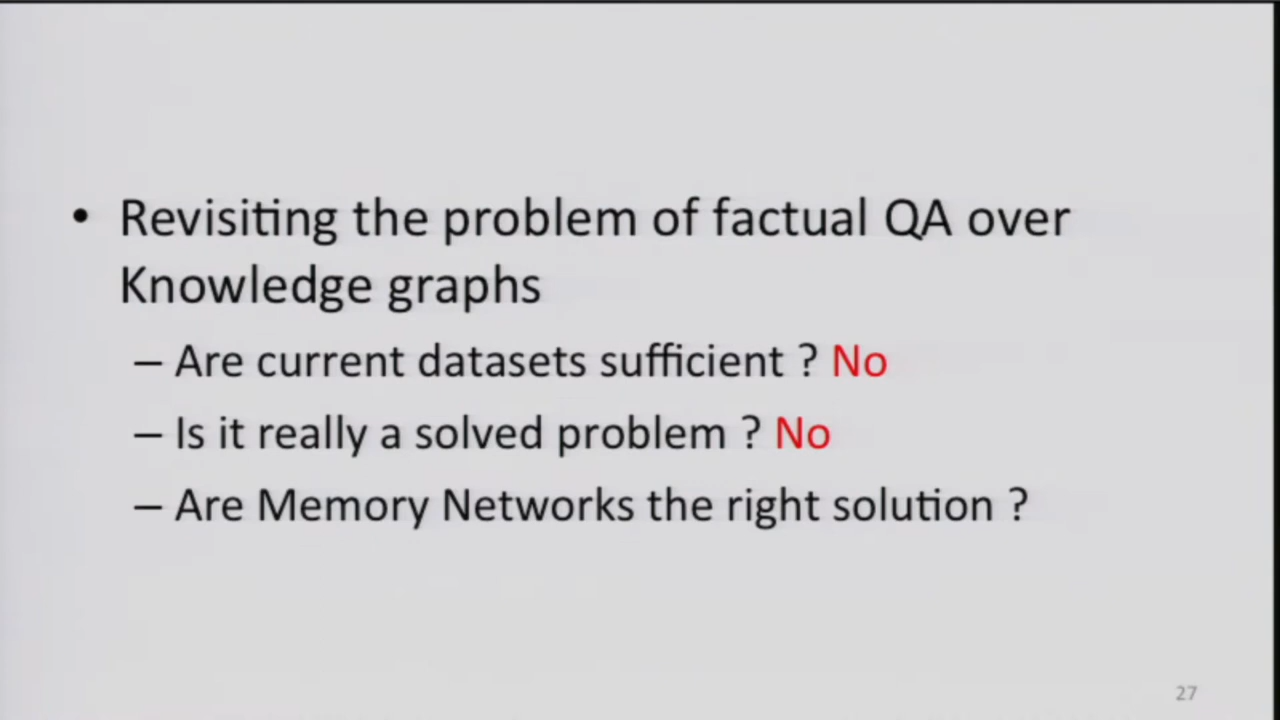 • Revisiting the problem of factual QA over
Knowledge graphs
– Are current datasets sufficient ? No
– Is it really a solved problem ? No
– Are Memory Networks the right solution ?
27